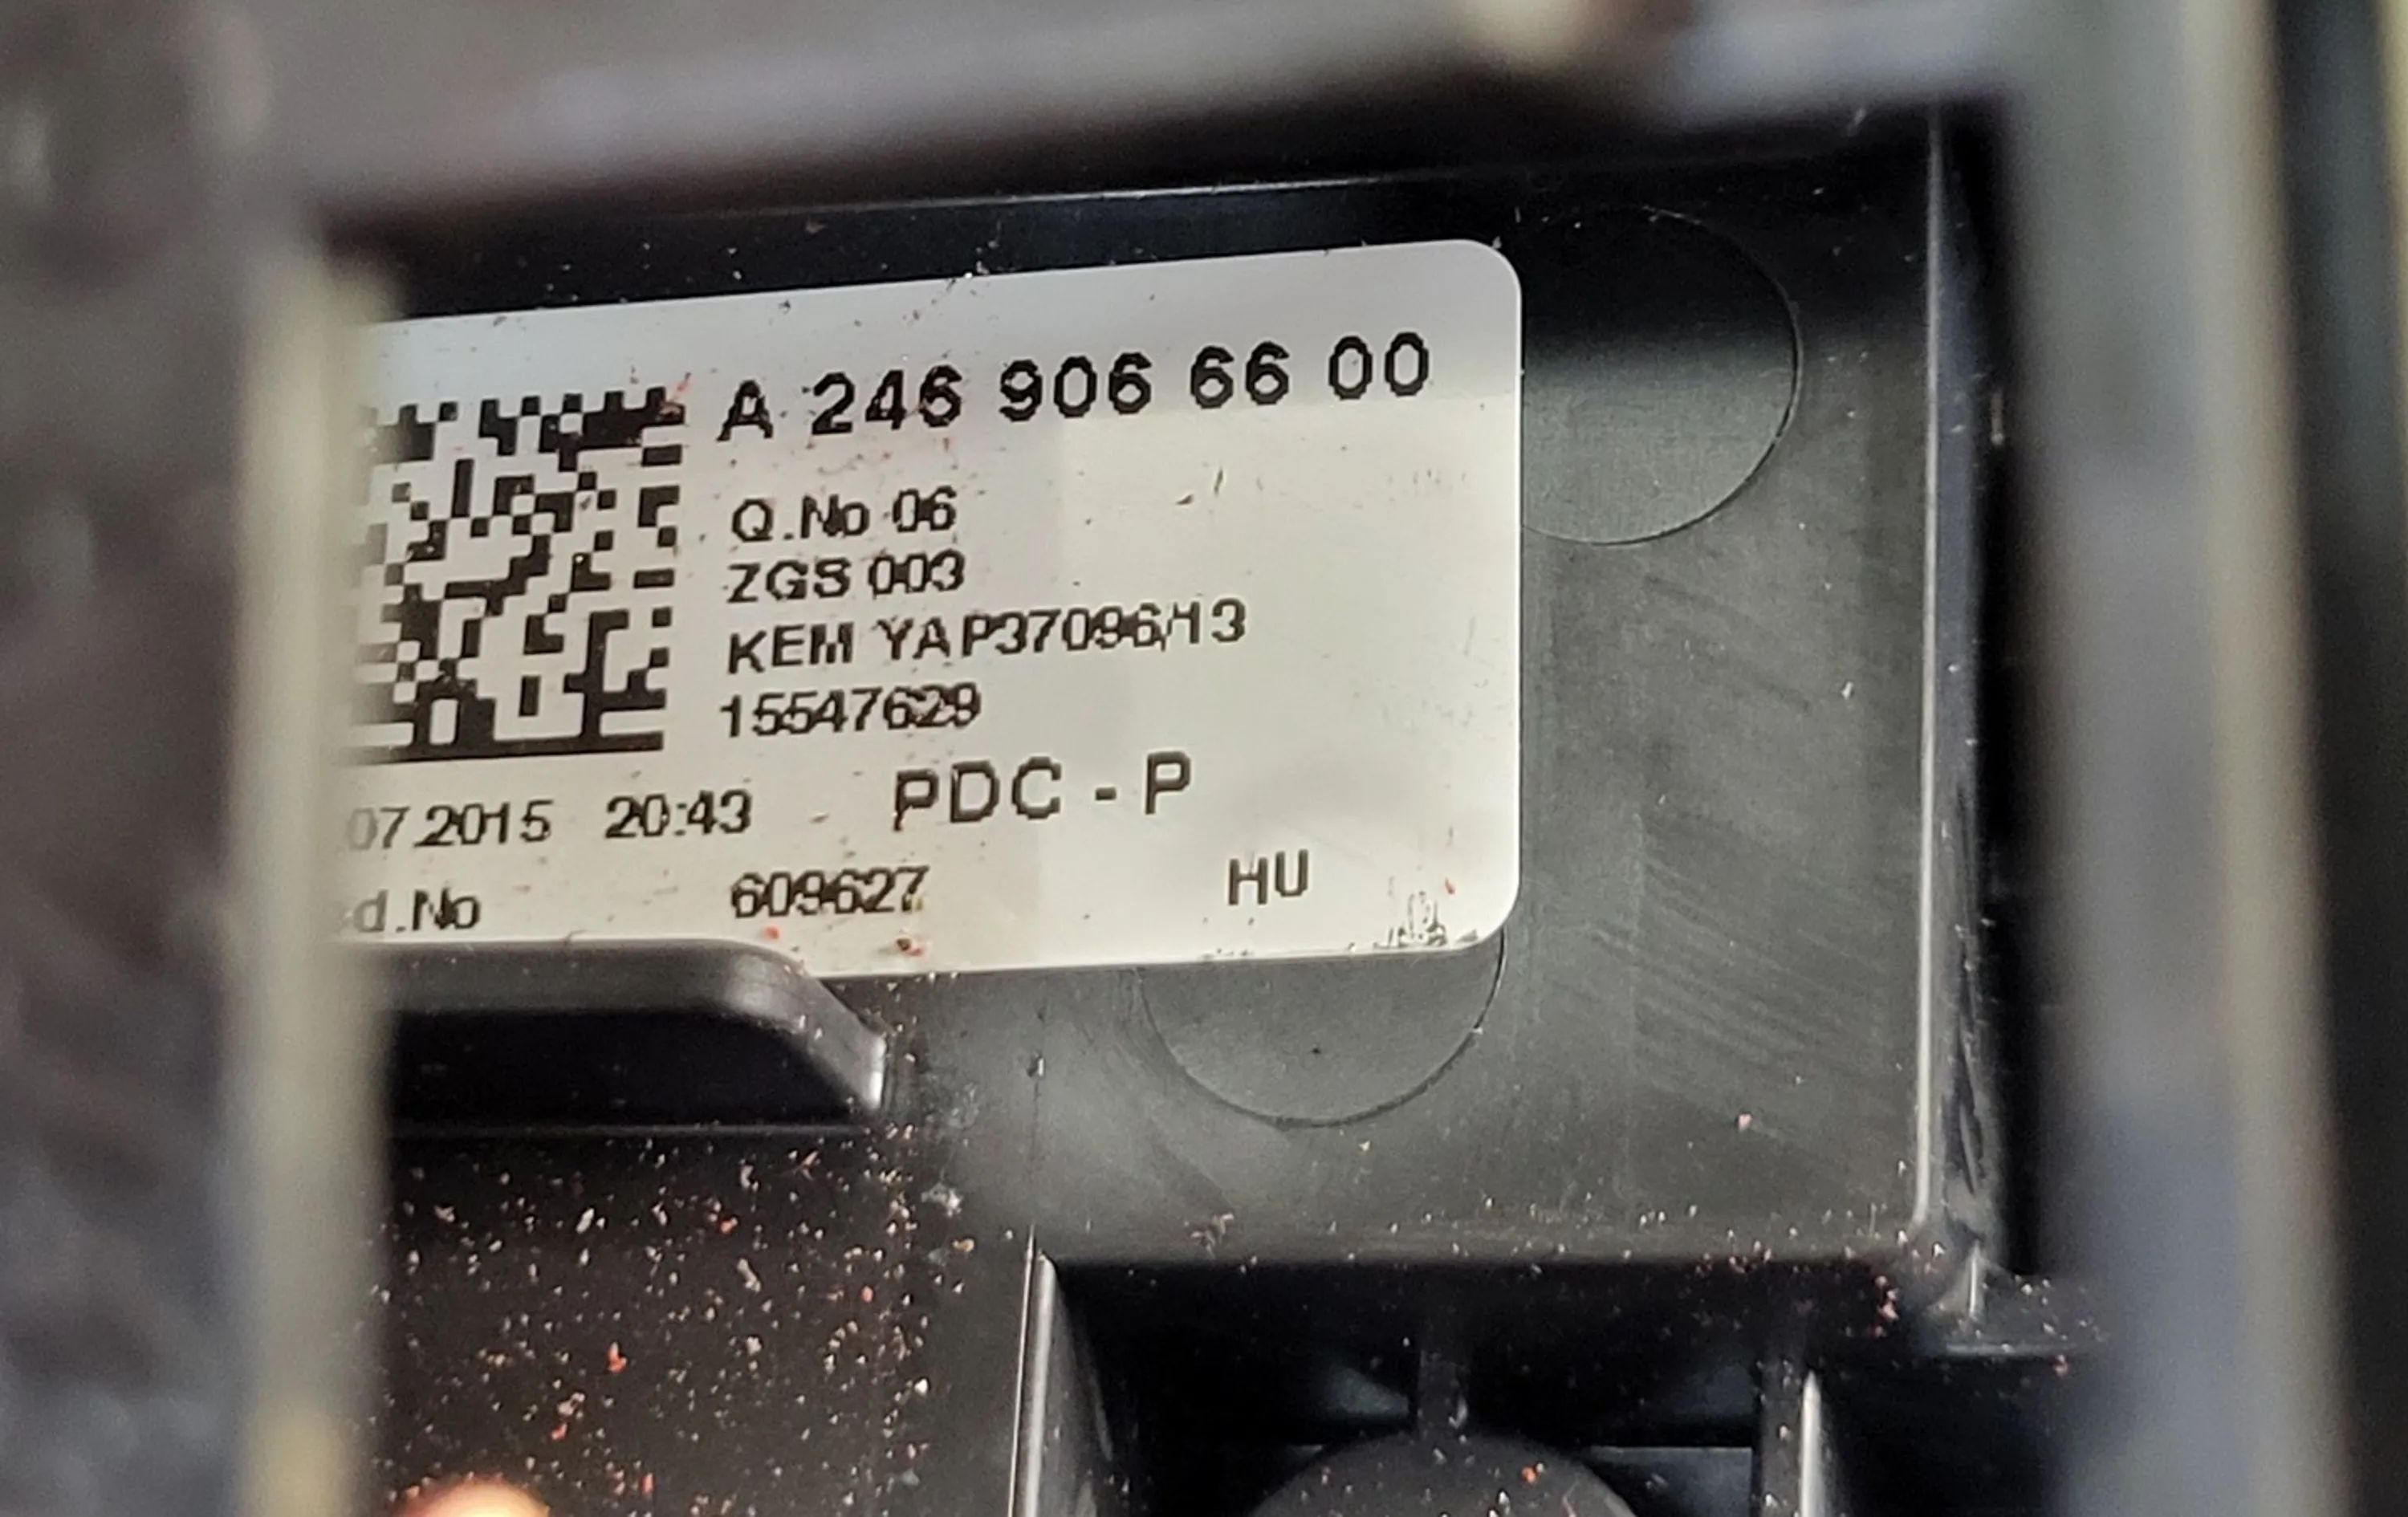 A 246 906 66 00
Q.No 06
ZGS 003
KEM YAP37096/13
15547629
07.2015 20:43 PDC - P
d.No 609627 HU